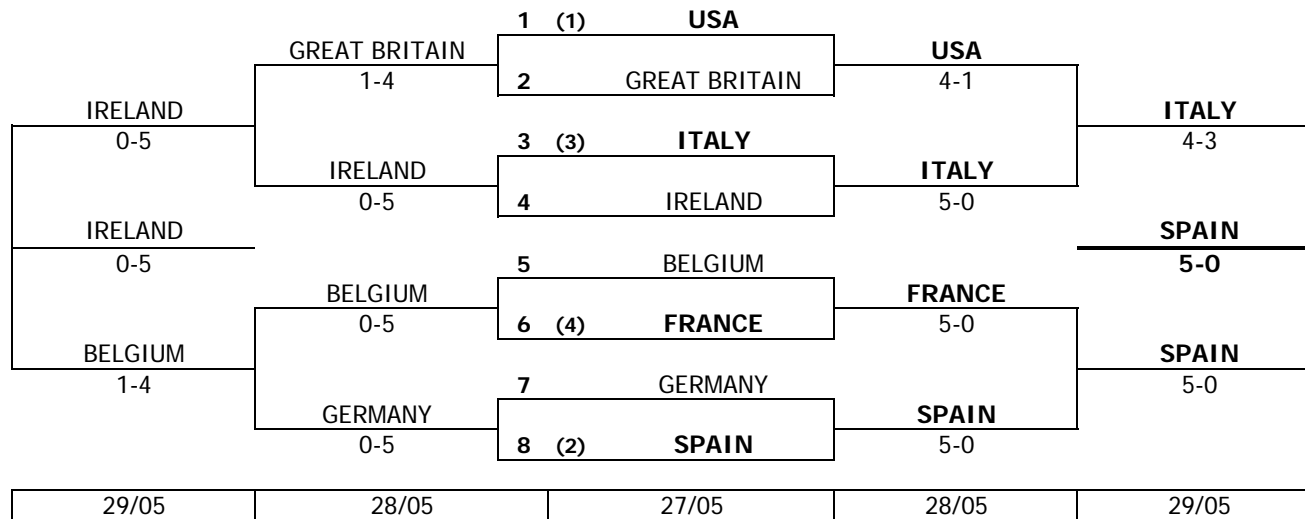 1 (1) USA
GREAT BRITAIN USA
1-4 2 GREAT BRITAIN 4-1
IRELAND ITALY
0-5 3 (3) ITALY 4-3
IRELAND ITALY
0-5 4 IRELAND 5-0
IRELAND SPAIN
0-5 5 BELGIUM 5-0
BELGIUM FRANCE
0-5 6 (4) FRANCE 5-0
BELGIUM SPAIN
1-4 7 GERMANY 5-0
GERMANY SPAIN
0-5 8 (2) SPAIN 5-0
29/05 28/05 27/05 28/05 29/05